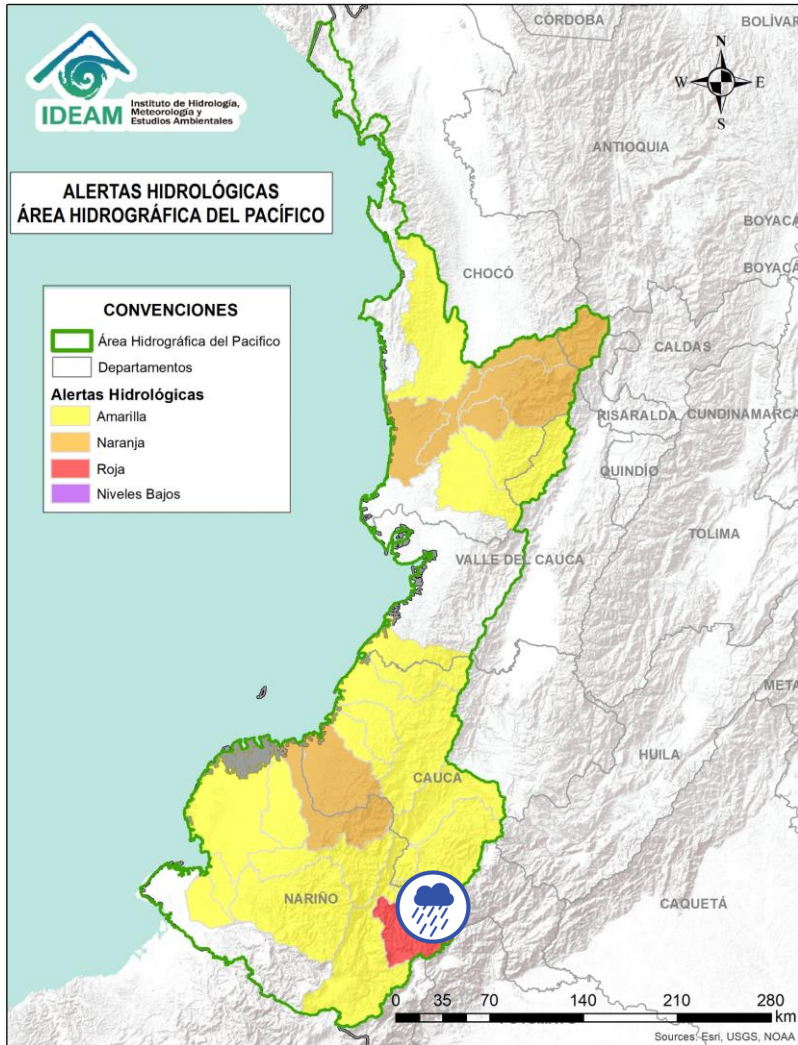 CÓRDOBA
BOLÍVAR
IDEAM
Instituto de Hidrología,
Meteorología y
Estudios Ambientales
N
W
E
S
ANTIOQUIA
ALERTAS HIDROLÓGICAS
ÁREA HIDROGRÁFICA DEL PACÍFICO
BOYACÁ
CHOCÓ
BOYACÁ
CONVENCIONES
Área Hidrográfica del Pacifico
Departamentos
Alertas Hidrológicas
Amarilla
Naranja
Roja
Niveles Bajos
CALDAS
RISARALDA
CUNDINAMARCA
QUINDÍO
TOLIMA
VALLE DEL CAUCA
META
HUILA
CAUCA
NARIÑO
CAQUETÁ
0 35 70 140 210 280
km
Sources: Esri, USGS, NOAA